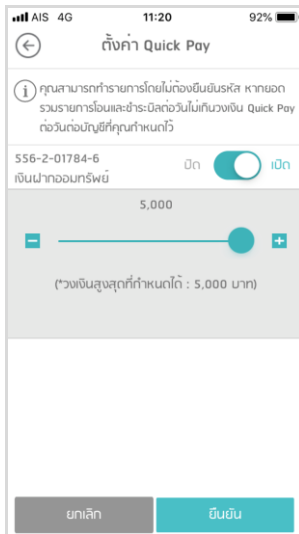 AIS 4G 11:20 92%
ตั้งค่า Quick Pay
i คุณสามารถทำรายการโดยไม่ต้องยืนยันรหัส หากยอด
รวมรายการโอนและชำระบิลต่อวันไม่เกินวงเงิน Quick Pay
ต่อวันต่อบัญชีที่คุณกำหนดไว้
556-2-01784-6
ปิด เปิด
เงินฝากออมทรัพย์
5,000
(*วงเงินสูงสุดที่กำหนดได้ : 5,000 บาท)
ยกเลิก ยืนยัน